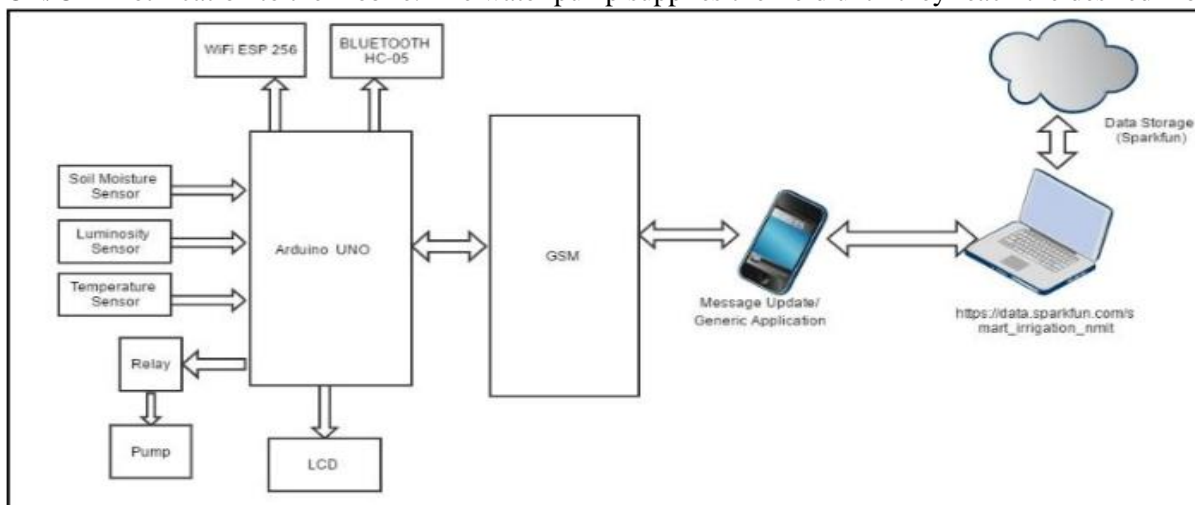 WiFi ESP 256
BLUETOOTH
HC-05
Soil Moisture
Sensor
Luminosity
Sensor
Temperature
Sensor
Arduino UNO
GSM
Relay
Pump
LCD
Message Update/
Generic Application
Data Storage
(Sparkfun)
https://data.sparkfun.com/s
mart_irrigation_nmit